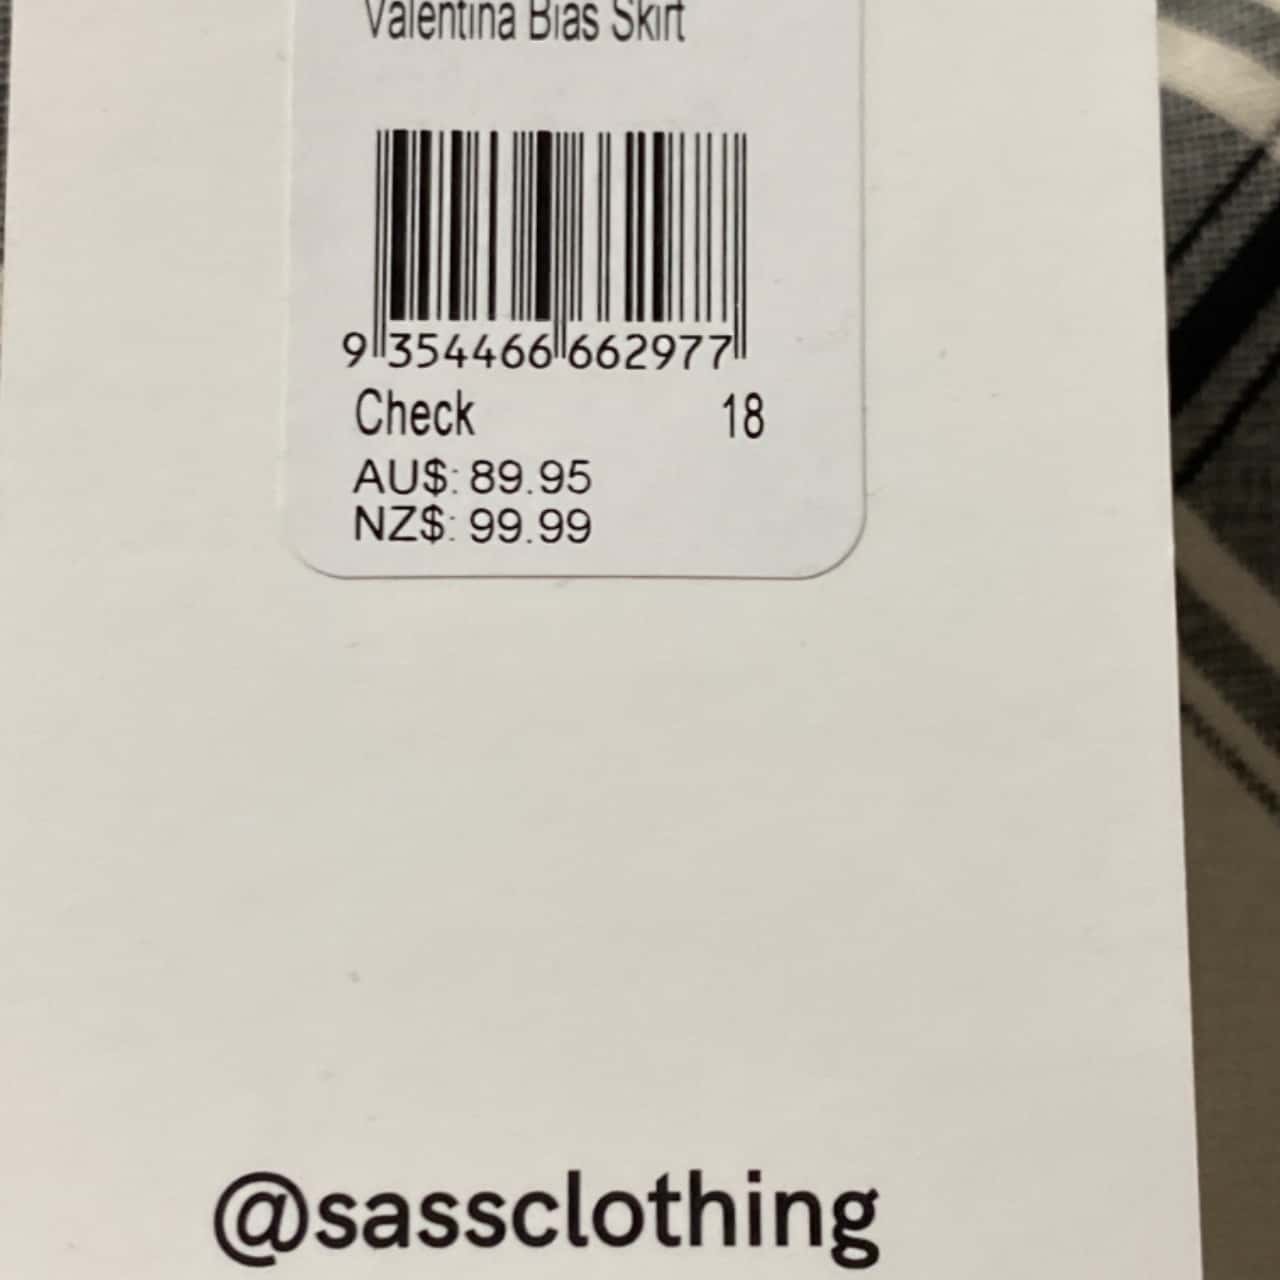 Valentina Bias Skirt
9 354466 662977
Check 18
AU$: 89.95
NZ$: 99.99
@sassclothing